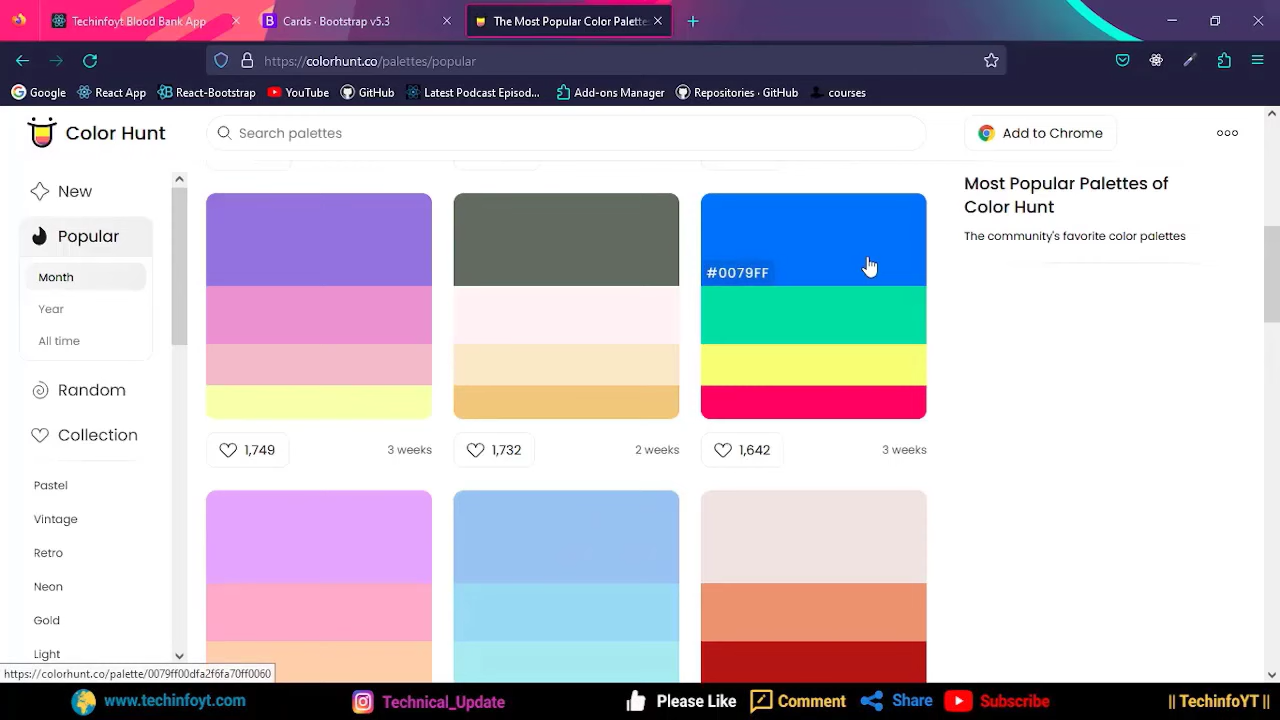 Techinfoyt Blood Bank App
Cards · Bootstrap v5.3
The Most Popular Color Palette
https://colorhunt.co/palettes/popular
Google
React App
React-Bootstrap
YouTube
GitHub
Latest Podcast Episod...
Add-ons Manager
Repositories · GitHub
courses
Color Hunt
Search palettes
Add to Chrome
New
Popular
Month
Year
All time
Random
Collection
Pastel
Vintage
Retro
Neon
Gold
Light
#0079FF
1,749
3 weeks
1,732
2 weeks
1,642
3 weeks
Most Popular Palettes of
Color Hunt
The community's favorite color palettes
https://colorhunt.co/palette/0079ff00dfa2f6fa70ff0060
www.techinfoyt.com
Technical_Update
Please Like
Comment
Share
Subscribe
|| TechinfoYT ||